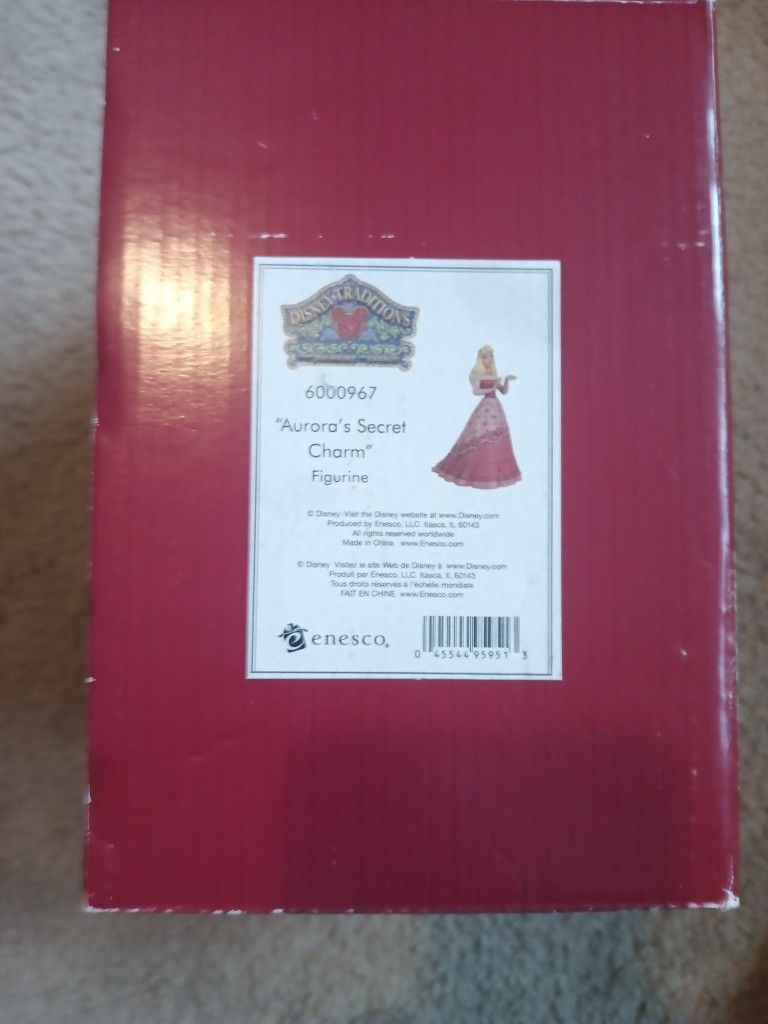 DISNEY TRADITIONS
6000967
"Aurora's Secret
Charm"
Figurine
© Disney Visit the Disney website at www.Disney.com
Produced by Enesco, LLC. Itasca, IL 60143
All rights reserved worldwide
Made in China www.Enesco.com
© Disney Visitez le site Web de Disney à www.Disney.com
Produit par Enesco, LLC. Itasca, IL 60143
Tous droits réservés à l'échelle mondiale
FAIT EN CHINE www.Enesco.com
enesco®
0 45544 95951 3